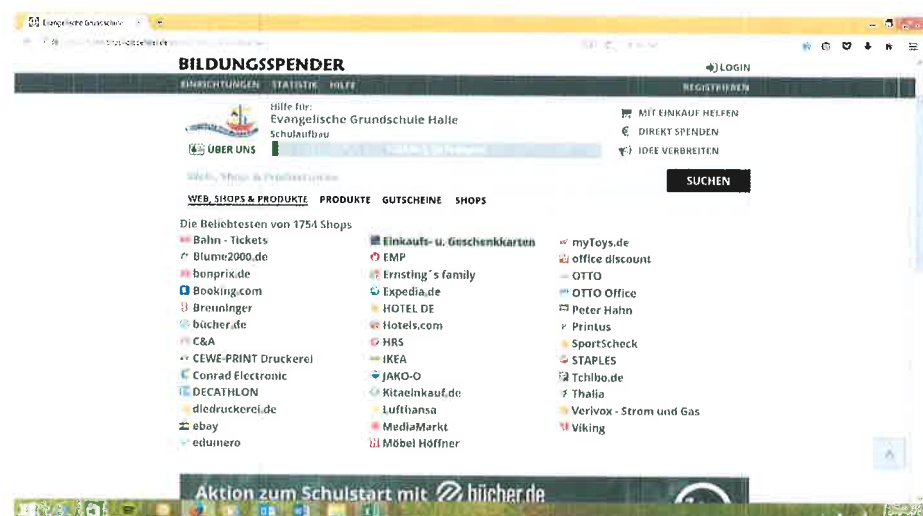 BILDUNGSSPENDER
LOGIN
EINRICHTUNGEN STATISTIK HILFE
REGISTRIEREN
Hilfe für:
Evangelische Grundschule Halle
Schulaufbau
ÜBER UNS
MIT EINKAUF HELFEN
€ DIREKT SPENDEN
IDEE VERBREITEN
Web, Shop &
SUCHEN
WEB, SHOPS & PRODUKTE PRODUKTE GUTSCHEINE SHOPS
Die Beliebtesten von 1754 Shops
Bahn - Tickets
Blume2000.de
bonprix.de
Booking.com
Breuninger
bücher.de
C&A
CEWE-PRINT Druckerei
Conrad Electronic
DECATHLON
diedruckerei.de
ebay
edumero
Einkaufs- u. Geschenkkarten
EMP
Ernsting´s family
Expedia.de
HOTEL DE
Hotels.com
HRS
IKEA
JAKO-O
Kitaeinkauf.de
Lufthansa
MediaMarkt
Möbel Höffner
myToys.de
office discount
OTTO
OTTO Office
Peter Hahn
Printus
SportScheck
STAPLES
Tchibo.de
Thalia
Verivox - Strom und Gas
Viking
Aktion zum Schulstart mit bücher.de